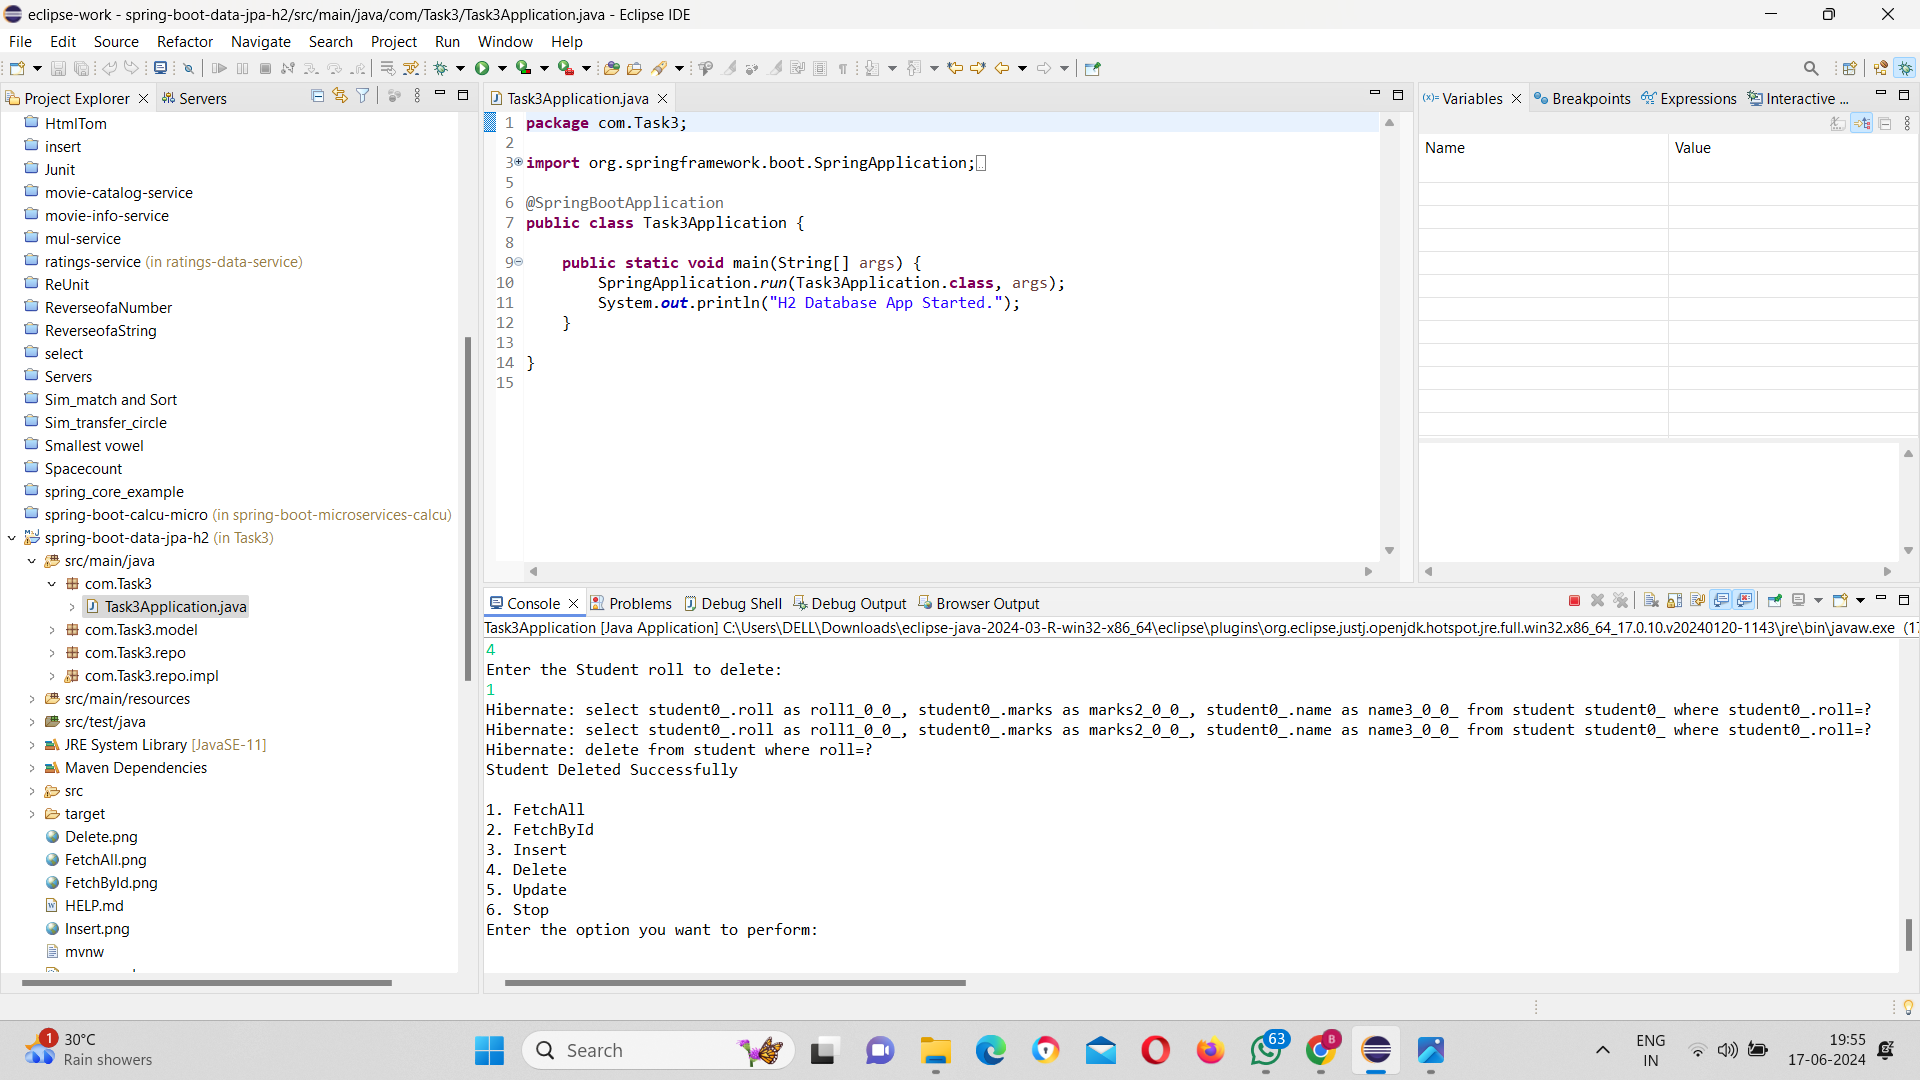 eclipse-work - spring-boot-data-jpa-h2/src/main/java/com/Task3/Task3Application.java - Eclipse IDE
File Edit Source Refactor Navigate Search Project Run Window Help
Project Explorer Servers
HtmlTom
insert
Junit
movie-catalog-service
movie-info-service
mul-service
ratings-service (in ratings-data-service)
ReUnit
ReverseofaNumber
ReverseofaString
select
Servers
Sim_match and Sort
Sim_transfer_circle
Smallest vowel
Spacecount
spring_core_example
spring-boot-calcu-micro (in spring-boot-microservices-calcu)
spring-boot-data-jpa-h2 (in Task3)
src/main/java
com.Task3
Task3Application.java
com.Task3.model
com.Task3.repo
com.Task3.repo.impl
src/main/resources
src/test/java
JRE System Library [JavaSE-11]
Maven Dependencies
src
target
Delete.png
FetchAll.png
FetchById.png
HELP.md
Insert.png
mvnw
Task3Application.java
1 package com.Task3;
2
3 import org.springframework.boot.SpringApplication;
5
6 @SpringBootApplication
7 public class Task3Application {
8
9 public static void main(String[] args) {
10 SpringApplication.run(Task3Application.class, args);
11 System.out.println("H2 Database App Started.");
12 }
13
14 }
15
Variables Breakpoints Expressions Interactive ...
Name Value
Console Problems Debug Shell Debug Output Browser Output
Task3Application [Java Application] C:\Users\DELL\Downloads\eclipse-java-2024-03-R-win32-x86_64\eclipse\plugins\org.eclipse.justj.openjdk.hotspot.jre.full.win32.x86_64_17.0.10.v20240120-1143\jre\bin\javaw.exe (17
4
Enter the Student roll to delete:
1
Hibernate: select student0_.roll as roll1_0_0_, student0_.marks as marks2_0_0_, student0_.name as name3_0_0_ from student student0_ where student0_.roll=?
Hibernate: select student0_.roll as roll1_0_0_, student0_.marks as marks2_0_0_, student0_.name as name3_0_0_ from student student0_ where student0_.roll=?
Hibernate: delete from student where roll=?
Student Deleted Successfully
1. FetchAll
2. FetchById
3. Insert
4. Delete
5. Update
6. Stop
Enter the option you want to perform:
1
30°C
Rain showers
Search
63
B
ENG
IN
19:55
17-06-2024